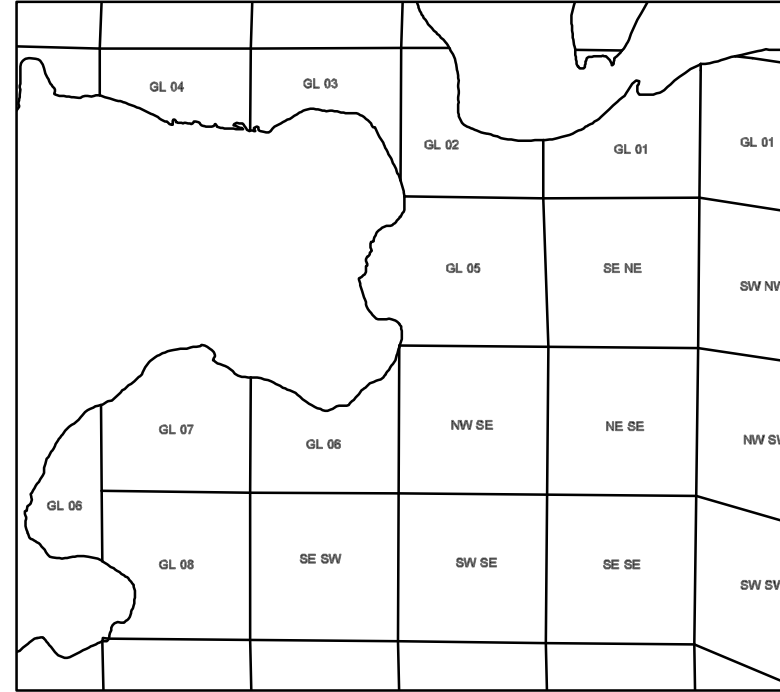 GL 04
GL 03
GL 02
GL 01
GL 01
GL 05
SE NE
SW NW
GL 07
GL 06
NW SE
NE SE
NW SW
GL 06
GL 08
SE SW
SW SE
SE SE
SW SW